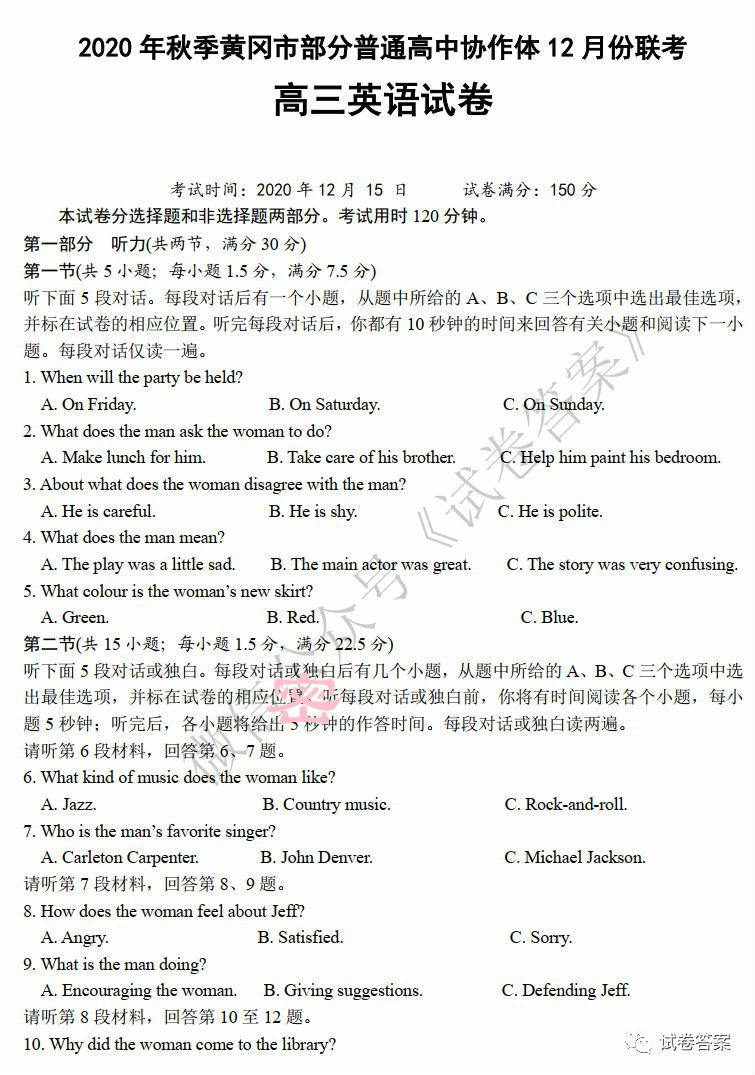 2020 年秋季黄冈市部分普通高中协作体 12 月份联考
高三英语试卷
考试时间：2020 年 12 月 15 日 试卷满分：150 分
本试卷分选择题和非选择题两部分。考试用时 120 分钟。
第一部分 听力(共两节，满分 30 分)
第一节(共 5 小题；每小题 1.5 分，满分 7.5 分)
听下面 5 段对话。每段对话后有一个小题，从题中所给的 A、B、C 三个选项中选出最佳选项，
并标在试卷的相应位置。听完每段对话后，你都有 10 秒钟的时间来回答有关小题和阅读下一小
题。每段对话仅读一遍。
1. When will the party be held?
A. On Friday. B. On Saturday. C. On Sunday.
2. What does the man ask the woman to do?
A. Make lunch for him. B. Take care of his brother. C. Help him paint his bedroom.
3. About what does the woman disagree with the man?
A. He is careful. B. He is shy. C. He is polite.
4. What does the man mean?
A. The play was a little sad. B. The main actor was great. C. The story was very confusing.
5. What colour is the woman’s new skirt?
A. Green. B. Red. C. Blue.
第二节(共 15 小题；每小题 1.5 分，满分 22.5 分)
听下面 5 段对话或独白。每段对话或独白后有几个小题，从题中所给的 A、B、C 三个选项中选
出最佳选项，并标在试卷的相应位置。听每段对话或独白前，你将有时间阅读各个小题，每小
题 5 秒钟；听完后，各小题将给出 5 秒钟的作答时间。每段对话或独白读两遍。
请听第 6 段材料，回答第 6、7 题。
6. What kind of music does the woman like?
A. Jazz. B. Country music. C. Rock-and-roll.
7. Who is the man’s favorite singer?
A. Carleton Carpenter. B. John Denver. C. Michael Jackson.
请听第 7 段材料，回答第 8、9 题。
8. How does the woman feel about Jeff?
A. Angry. B. Satisfied. C. Sorry.
9. What is the man doing?
A. Encouraging the woman. B. Giving suggestions. C. Defending Jeff.
请听第 8 段材料，回答第 10 至 12 题。
10. Why did the woman come to the library?
微信公众号《试卷答案》
密
试卷答案